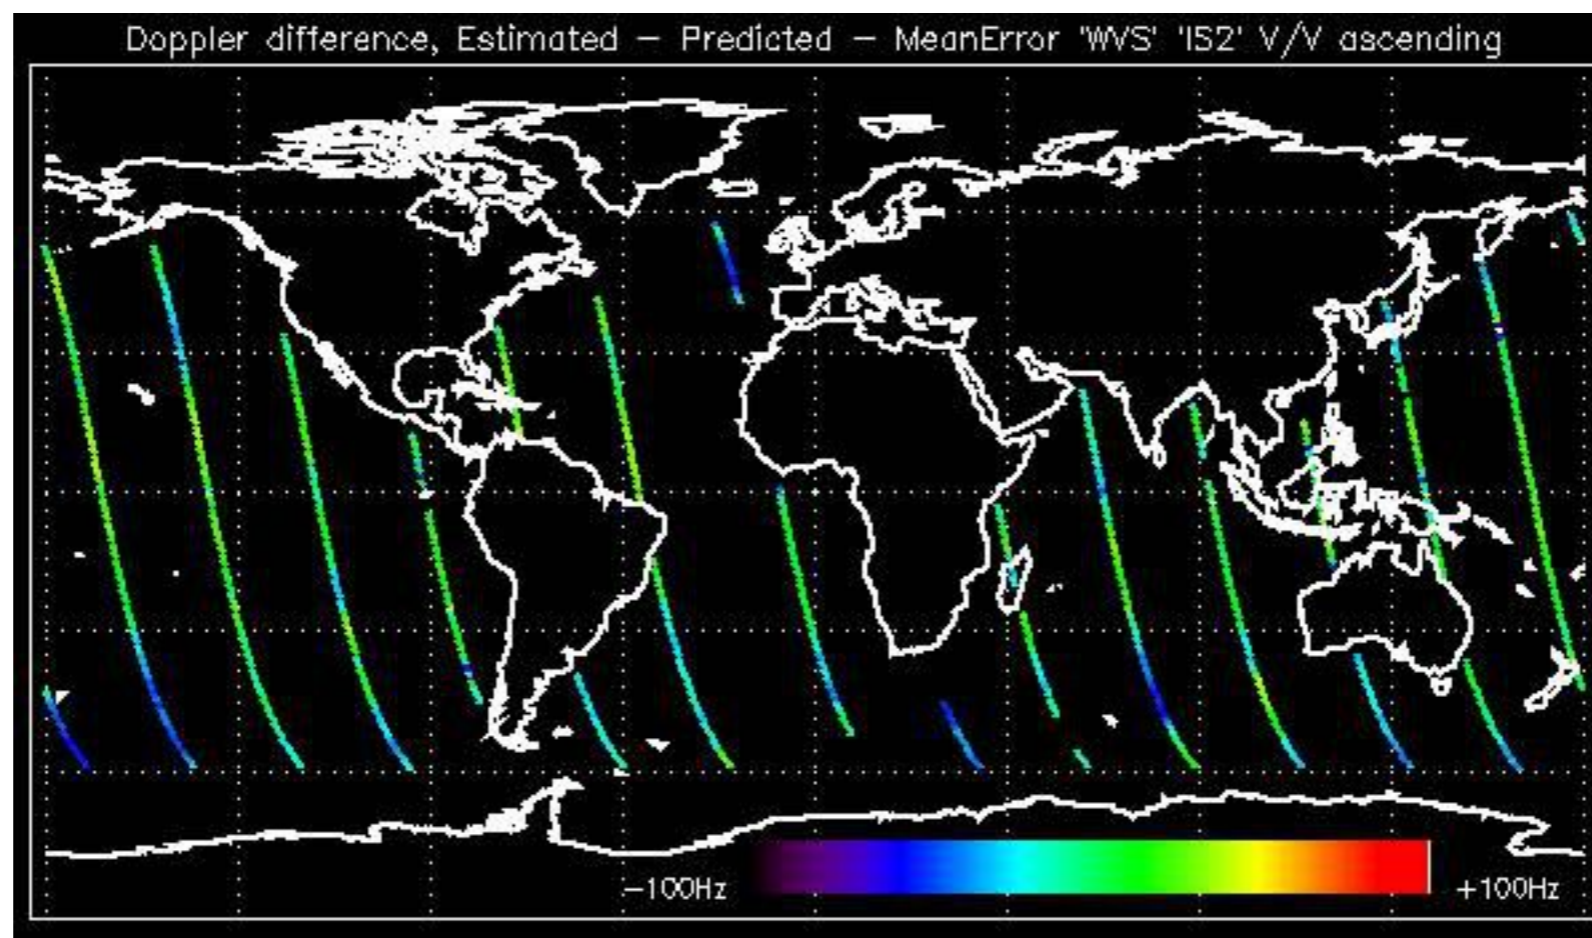 Doppler difference, Estimated – Predicted – MeanError 'WVS' 'IS2' V/V ascending
−100Hz +100Hz